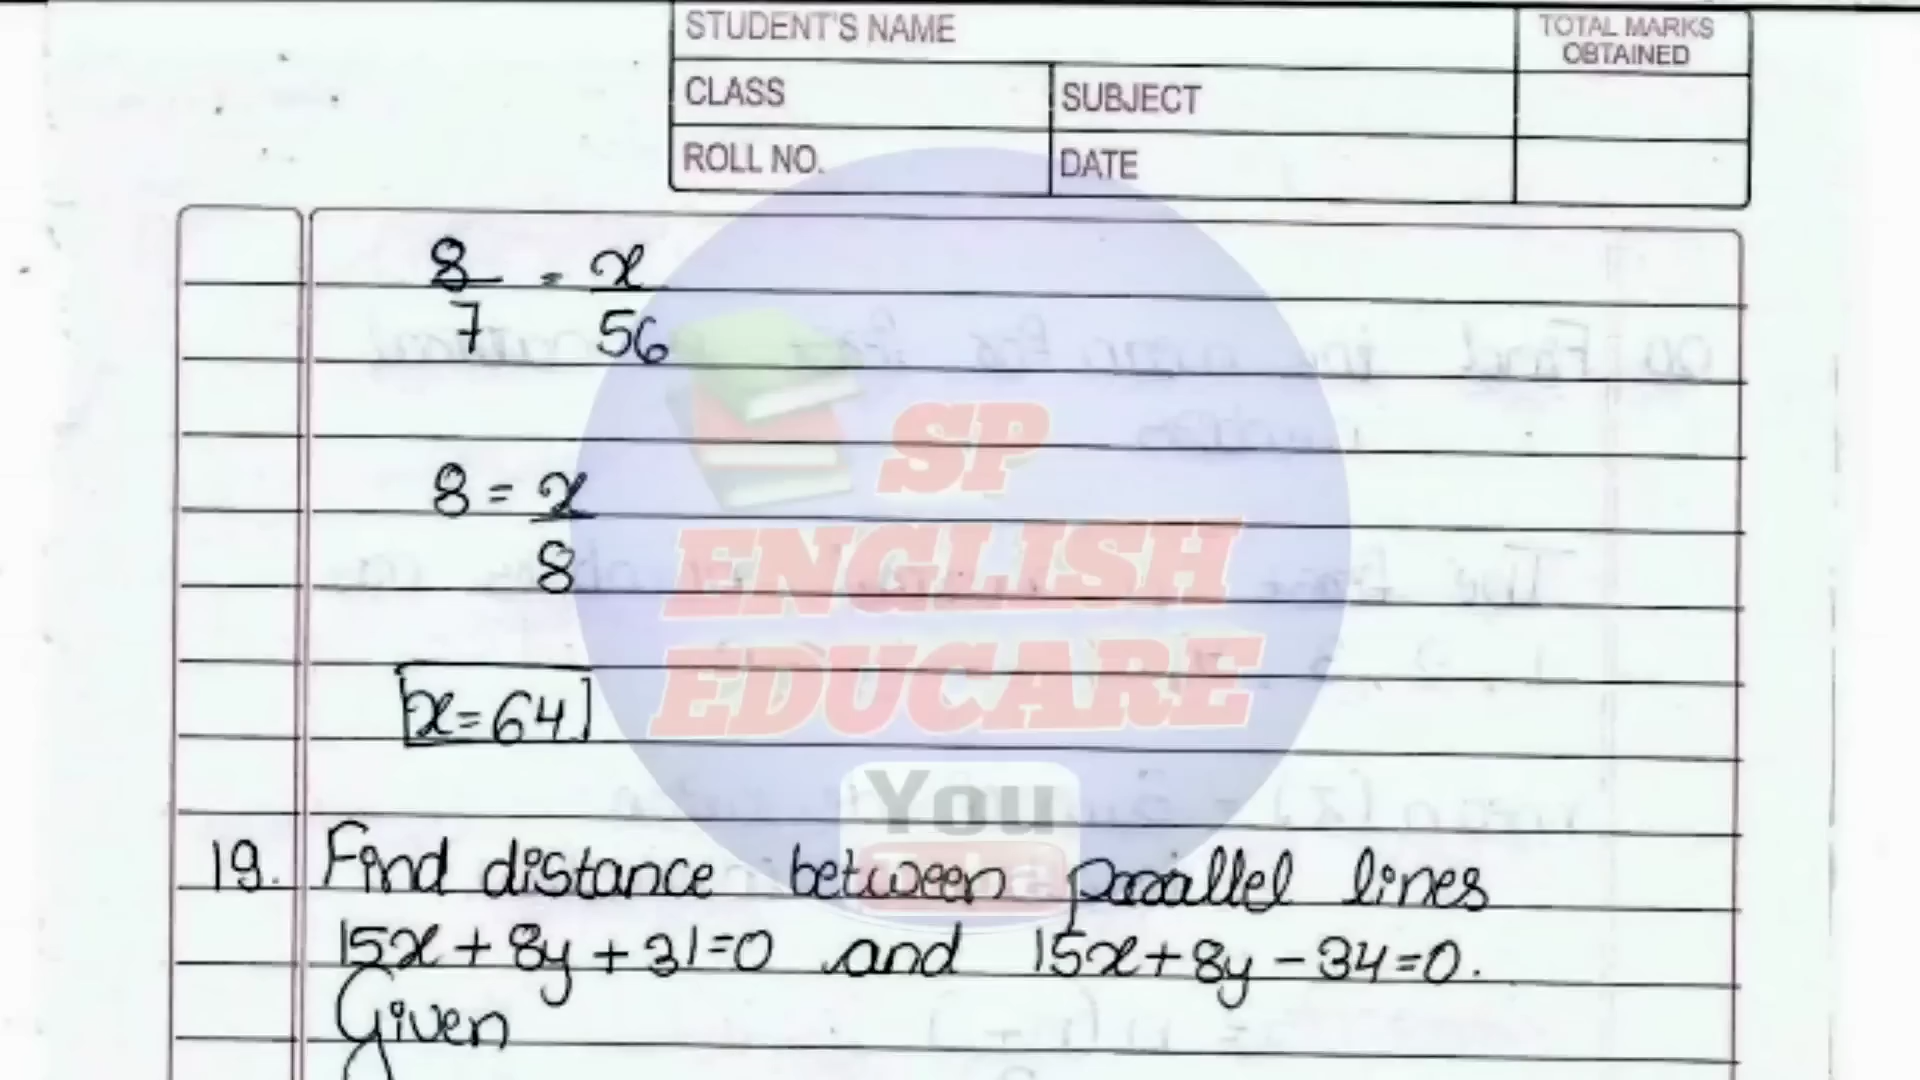 STUDENT'S NAME
TOTAL MARKS
OBTAINED
CLASS
SUBJECT
ROLL NO.
DATE
8/7 = x/56
8 = x/8
x = 64
SP
ENGLISH
EDUCARE
You
19. Find distance between parallel lines
15x + 8y + 31 = 0 and 15x + 8y - 34 = 0.
Given